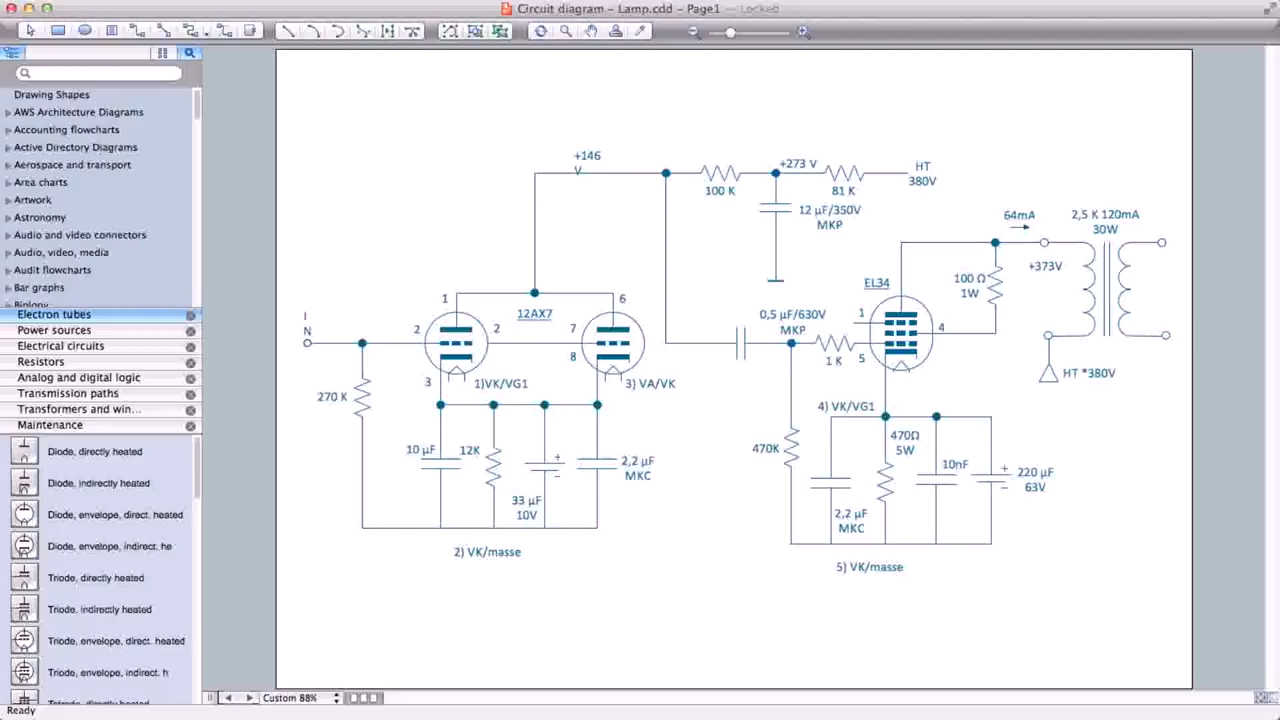 Circuit diagram - Lamp.cdd - Page1 - Locked
Drawing Shapes
AWS Architecture Diagrams
Accounting flowcharts
Active Directory Diagrams
Aerospace and transport
Area charts
Artwork
Astronomy
Audio and video connectors
Audio, video, media
Audit flowcharts
Bar graphs
Biology
Electron tubes
Power sources
Electrical circuits
Resistors
Analog and digital logic
Transmission paths
Transformers and win...
Maintenance
Diode, directly heated
Diode, indirectly heated
Diode, envelope, direct. heated
Diode, envelope, indirect. he
Triode, directly heated
Triode, indirectly heated
Triode, envelope, direct. heated
Triode, envelope, indirect. h
Tetrode, directly heated
+146
V
100 K
+273 V
81 K
HT
380V
12 µF/350V
MKP
64mA
2,5 K 120mA
30W
+373V
100 Ω
1W
EL34
1
4
5
HT *380V
1
6
12AX7
I
N
2
2
7
8
3
1)VK/VG1
3) VA/VK
0,5 µF/630V
MKP
1 K
270 K
4) VK/VG1
10 µF
12K
33 µF
10V
+
-
2,2 µF
MKC
470K
470Ω
5W
10nF
+
-
220 µF
63V
2,2 µF
MKC
2) VK/masse
5) VK/masse
Custom 88%
Ready